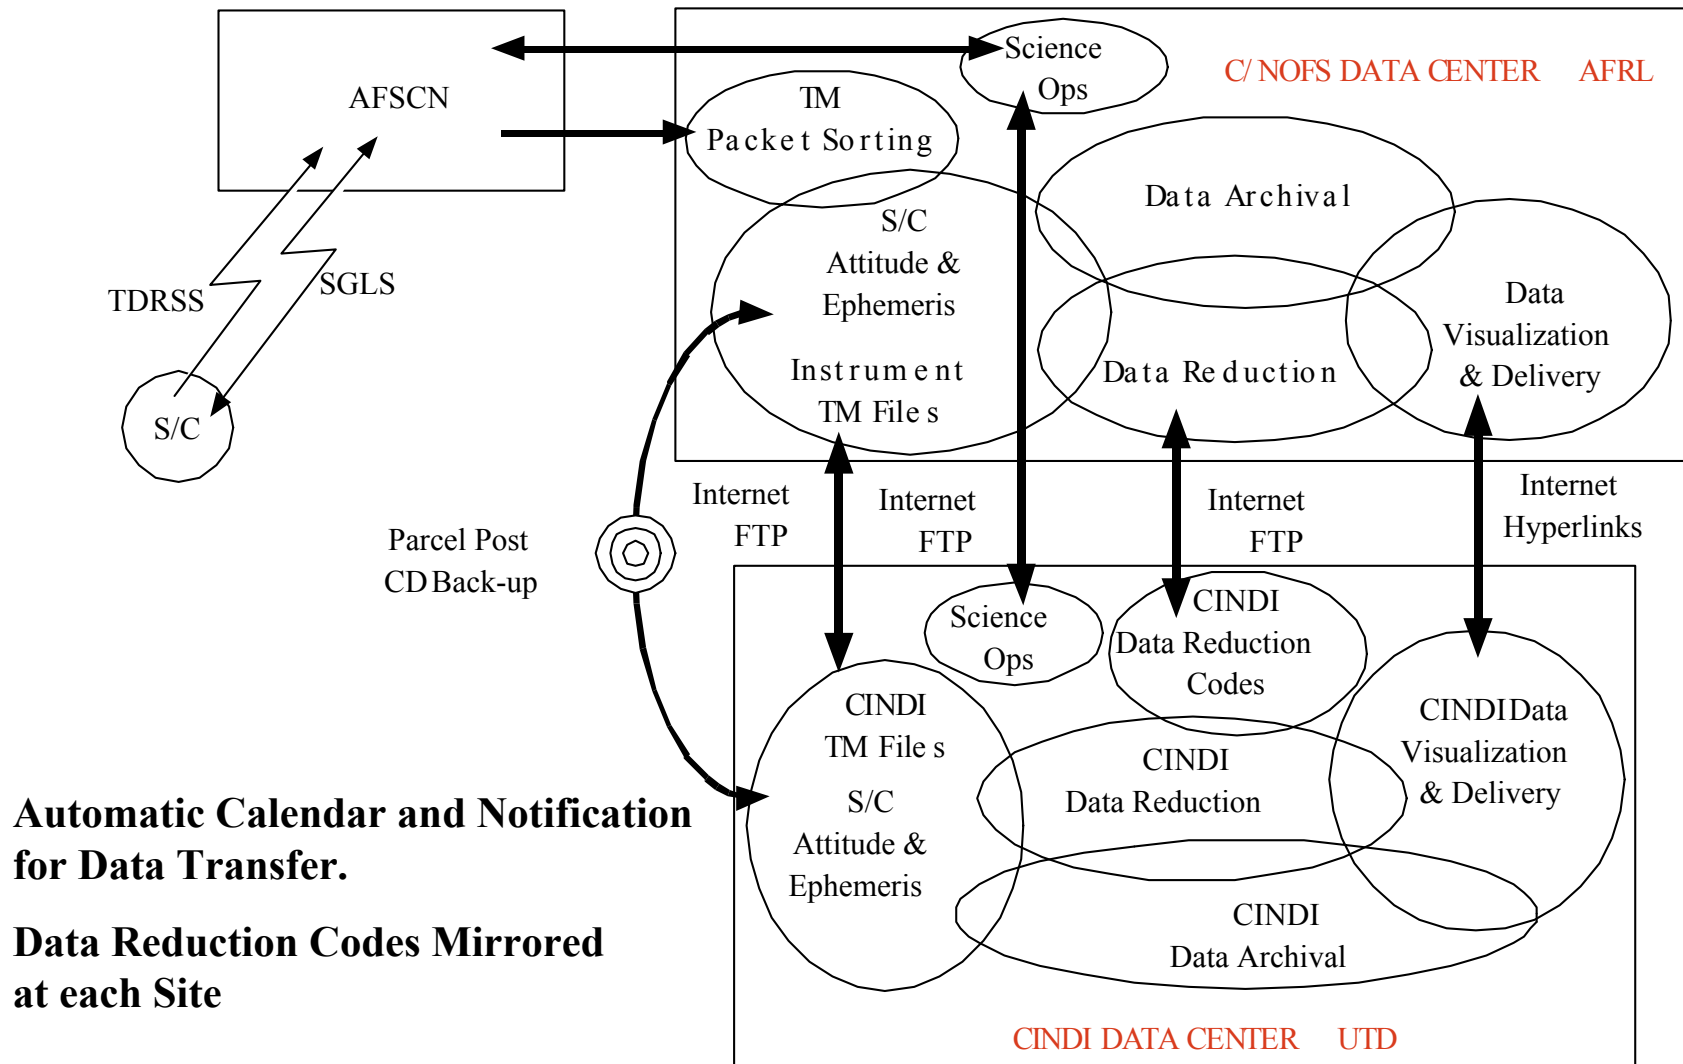 AFSCN
Science
Ops
C/ NOFS DATA CENTER AFRL
TM
Packet Sorting
Data Archival
S/C
Attitude &
Ephemeris
Instrument
TM Files
Data Reduction
Data
Visualization
& Delivery
TDRSS
SGLS
S/C
Parcel Post
CD Back-up
Internet
FTP
Internet
FTP
Internet
FTP
Internet
Hyperlinks
Science
Ops
CINDI
Data Reduction
Codes
CINDI
TM Files
S/C
Attitude &
Ephemeris
CINDI
Data Reduction
CINDI Data
Visualization
& Delivery
CINDI
Data Archival
Automatic Calendar and Notification
for Data Transfer.
Data Reduction Codes Mirrored
at each Site
CINDI DATA CENTER UTD